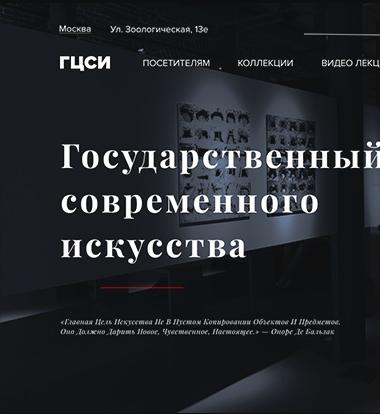 Москва Ул. Зоологическая, 13е
ГЦСИ ПОСЕТИТЕЛЯМ КОЛЛЕКЦИИ ВИДЕО ЛЕКЦ
Государственный
современного
искусства
«Главная Цель Искусства Не В Пустом Копировании Объектов И Предметов.
Оно Должно Дарить Новое, Чувственное, Настоящее.» — Оноре Де Бальзак